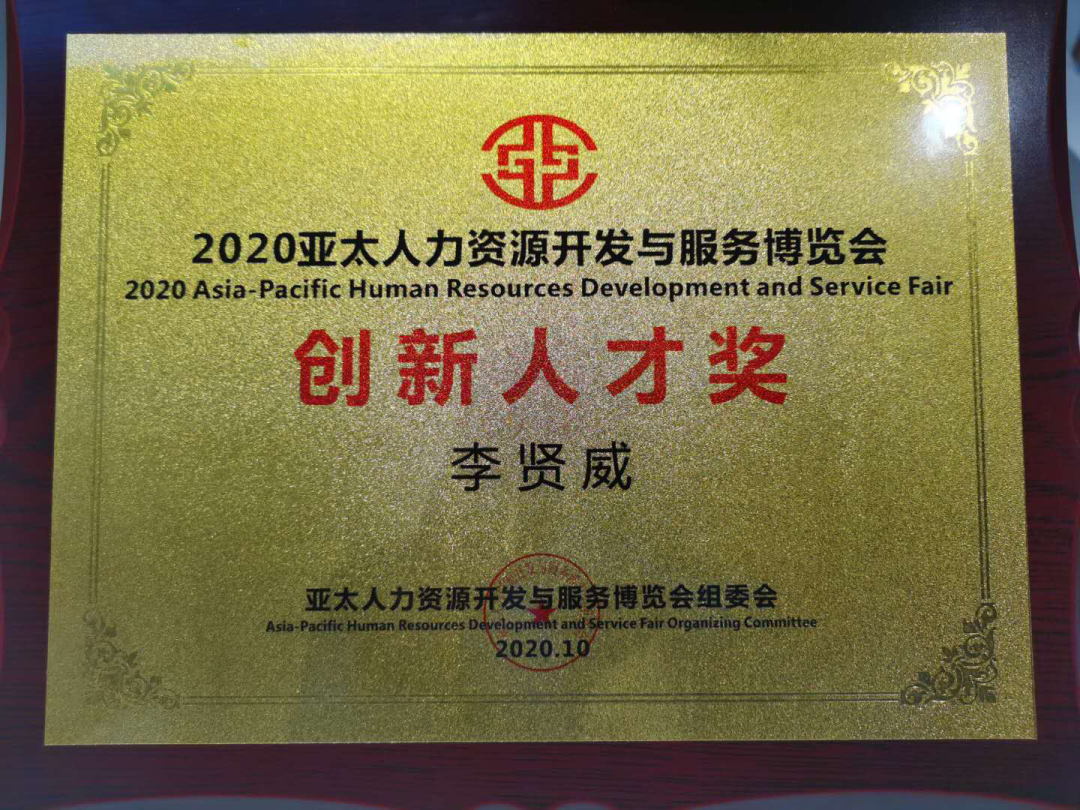 2020亚太人力资源开发与服务博览会
2020 Asia-Pacific Human Resources Development and Service Fair
创新人才奖
李贤威
亚太人力资源开发与服务博览会组委会
Asia-Pacific Human Resources Development and Service Fair Organizing Committee
2020.10